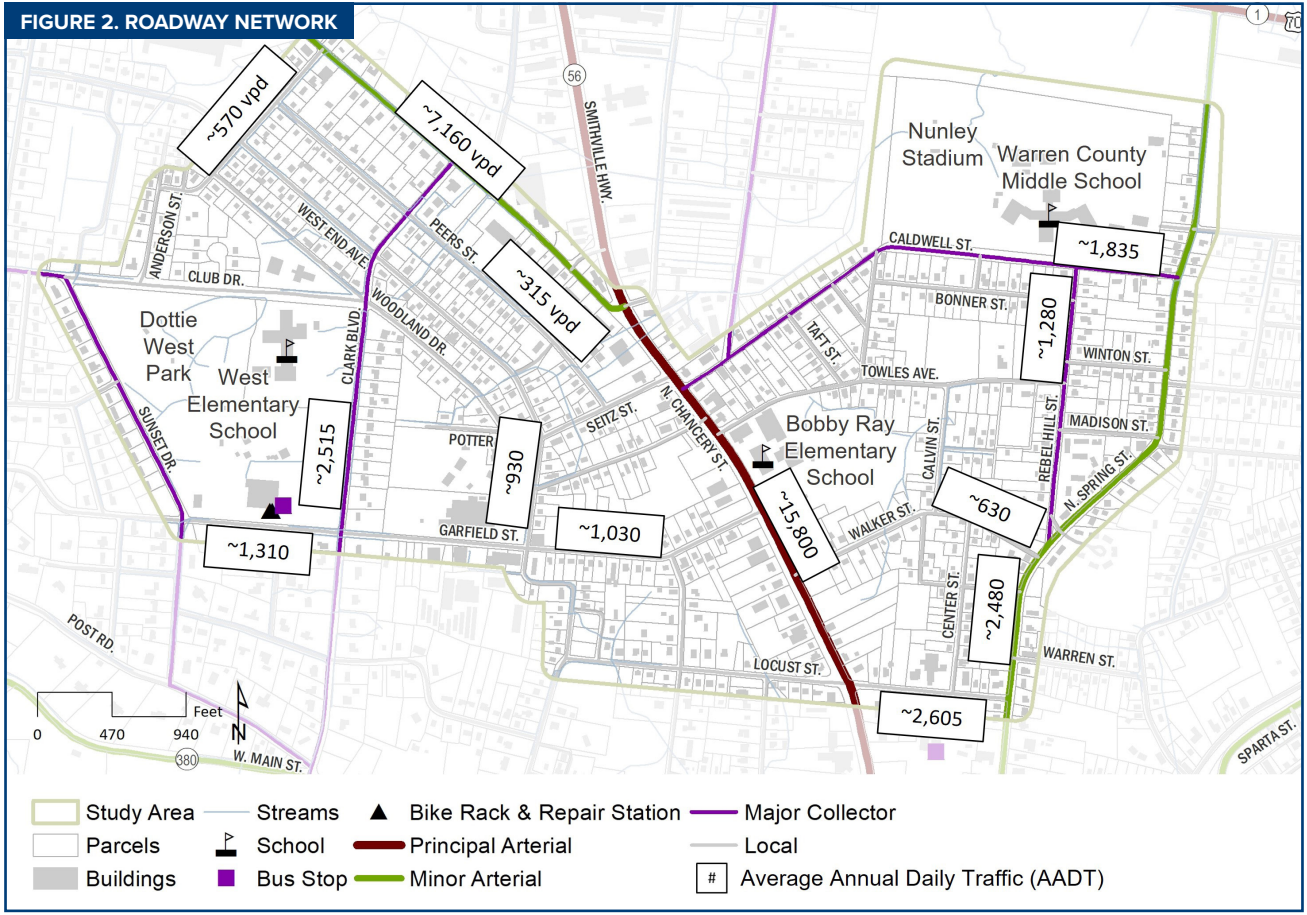 FIGURE 2. ROADWAY NETWORK
1
70
56
SMITHVILLE HWY.
~570 vpd
~7,160 vpd
Nunley
Stadium
Warren County
Middle School
ANDERSON ST.
WEST END AVE.
PEERS ST.
CALDWELL ST.
~1,835
CLUB DR.
WOODLAND DR.
~315 vpd
BONNER ST.
~1,280
Dottie
West
Park
CLARK BLVD.
TAFT ST.
WINTON ST.
TOWLES AVE.
West
Elementary
School
SUNSET DR.
~2,515
POTTER
~930
SEITZ ST.
N. CHANCERY ST.
Bobby Ray
Elementary
School
CALVIN ST.
REBEL HILL ST.
MADISON ST.
N. SPRING ST.
~1,310
GARFIELD ST.
~1,030
~15,800
WALKER ST.
~630
POST RD.
CENTER ST.
~2,480
WARREN ST.
LOCUST ST.
~2,605
Feet
0 470 940
N
380
W. MAIN ST.
SPARTA ST.
Study Area
Streams
Bike Rack & Repair Station
Major Collector
Parcels
School
Principal Arterial
Local
Buildings
Bus Stop
Minor Arterial
# Average Annual Daily Traffic (AADT)